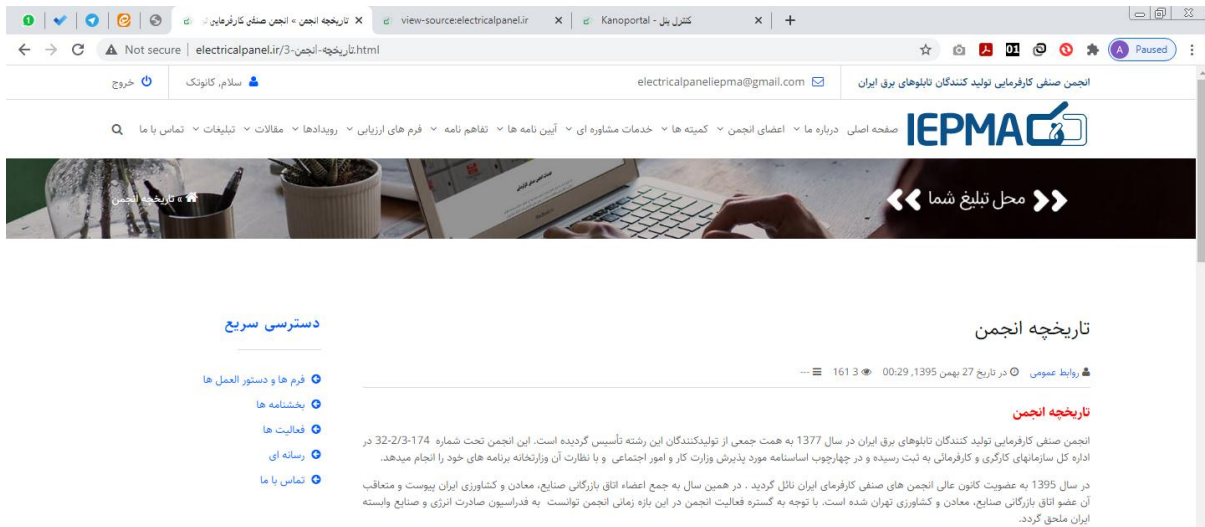 تاریخچه انجمن » انجمن صنفی کارفرمایی
view-source:electricalpanel.ir
کنترل پنل - Kanoportal
Not secure | electricalpanel.ir/3-تاریخچه-انجمن.html
Paused
انجمن صنفی کارفرمایی تولید کنندگان تابلوهای برق ایران
electricalpaneliepma@gmail.com
سلام, کانونک
خروج
IEPMA
صفحه اصلی درباره ما اعضای انجمن کمیته ها خدمات مشاوره ای آیین نامه ها تفاهم نامه فرم های ارزیابی رویدادها مقالات تبلیغات تماس با ما
محل تبلیغ شما
» تاریخچه انجمن
تاریخچه انجمن
روابط عمومی در تاریخ 27 بهمن 1395, 00:29 3 161 ---
تاریخچه انجمن
انجمن صنفی کارفرمایی تولید کنندگان تابلوهای برق ایران در سال 1377 به همت جمعی از تولیدکنندگان این رشته تأسیس گردیده است. این انجمن تحت شماره 174-2/3-32 در
اداره کل سازمانهای کارگری و کارفرمائی به ثبت رسیده و در چهارچوب اساسنامه مورد پذیرش وزارت کار و امور اجتماعی و با نظارت آن وزارتخانه برنامه های خود را انجام میدهد.
در سال 1395 به عضویت کانون عالی انجمن های صنفی کارفرمای ایران نائل گردید . در همین سال به جمع اعضاء اتاق بازرگانی صنایع، معادن و کشاورزی ایران پیوست و متعاقب
آن عضو اتاق بازرگانی صنایع، معادن و کشاورزی تهران شده است. با توجه به گستره فعالیت انجمن در این بازه زمانی انجمن توانست به فدراسیون صادرت انرژی و صنایع وابسته
ایران ملحق گردد.
دسترسی سریع
فرم ها و دستور العمل ها
بخشنامه ها
فعالیت ها
رسانه ای
تماس با ما